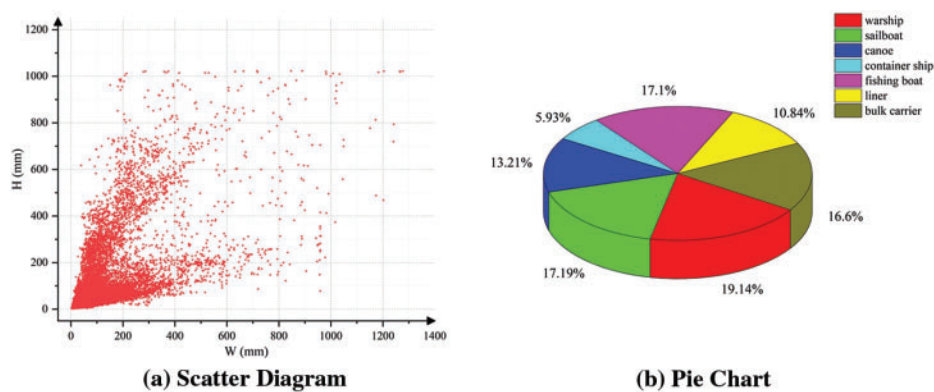 1200
1000
800
600
400
200
0
H (mm)
0 200 400 600 800 1000 1200 1400
W (mm)
(a) Scatter Diagram
warship
sailboat
canoe
container ship
fishing boat
liner
bulk carrier
17.1%
5.93%
10.84%
13.21%
16.6%
17.19%
19.14%
(b) Pie Chart